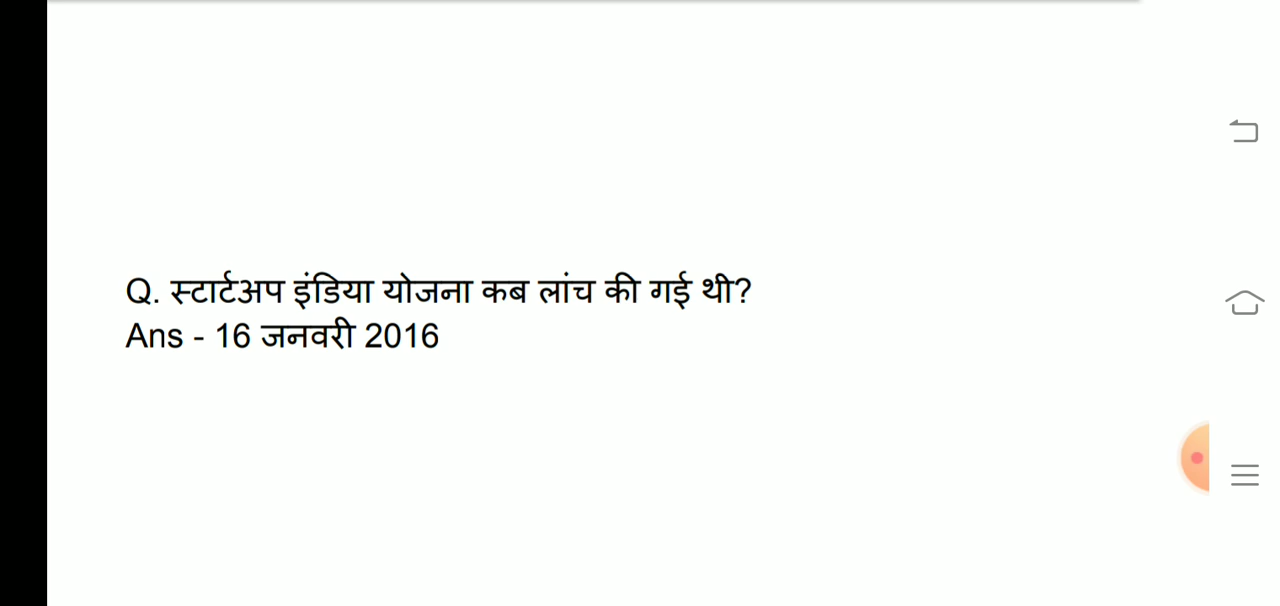 Q. स्टार्टअप इंडिया योजना कब लांच की गई थी?
Ans - 16 जनवरी 2016